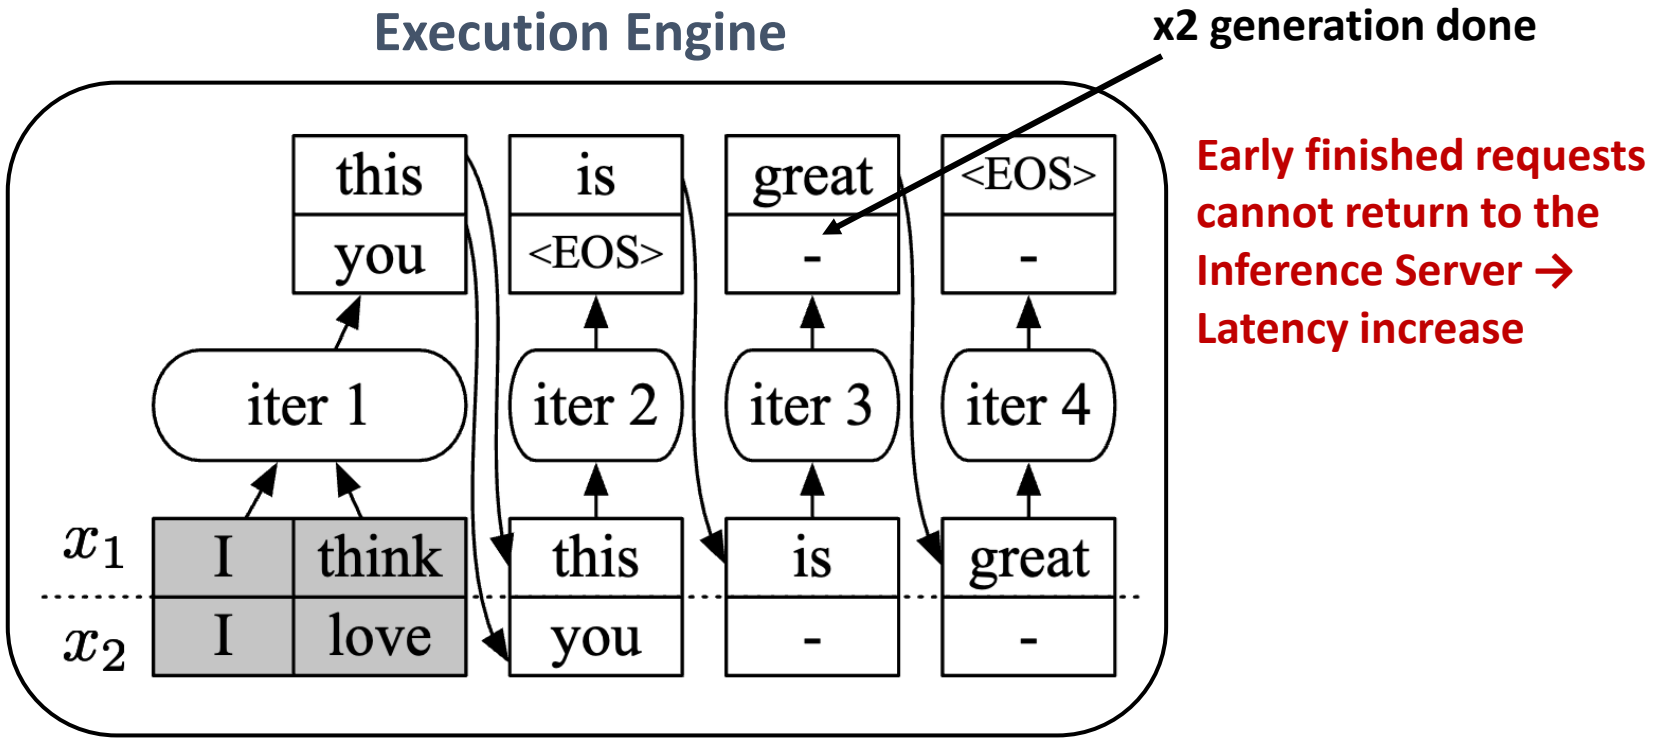 Execution Engine
x2 generation done
Early finished requests
cannot return to the
Inference Server →
Latency increase
this is great <EOS>
you <EOS> - -
iter 1 iter 2 iter 3 iter 4
x₁ I think this is great
x₂ I love you - -